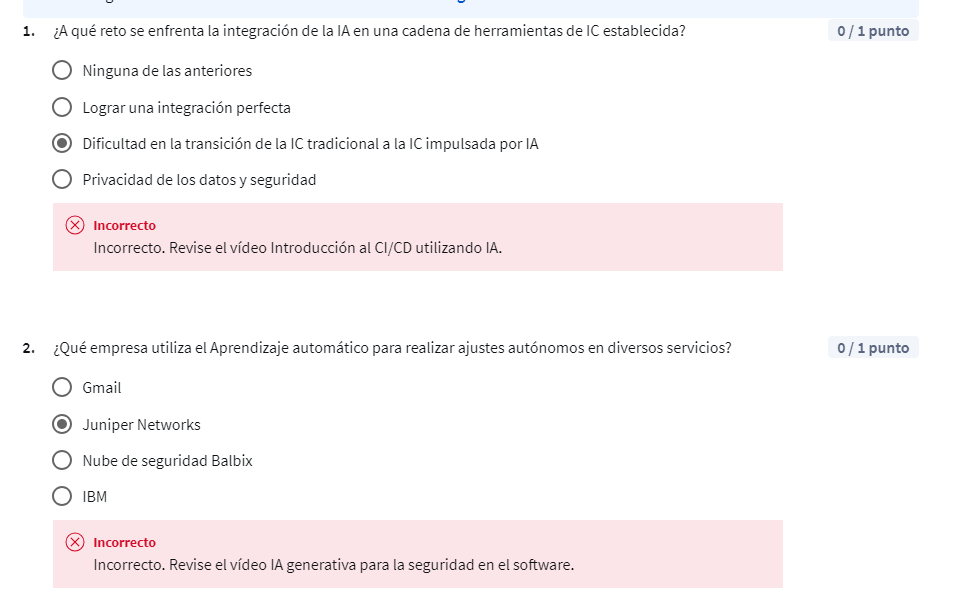 1. ¿A qué reto se enfrenta la integración de la IA en una cadena de herramientas de IC establecida? 0 / 1 punto
Ninguna de las anteriores
Lograr una integración perfecta
Dificultad en la transición de la IC tradicional a la IC impulsada por IA
Privacidad de los datos y seguridad
Incorrecto
Incorrecto. Revise el vídeo Introducción al CI/CD utilizando IA.
2. ¿Qué empresa utiliza el Aprendizaje automático para realizar ajustes autónomos en diversos servicios? 0 / 1 punto
Gmail
Juniper Networks
Nube de seguridad Balbix
IBM
Incorrecto
Incorrecto. Revise el vídeo IA generativa para la seguridad en el software.